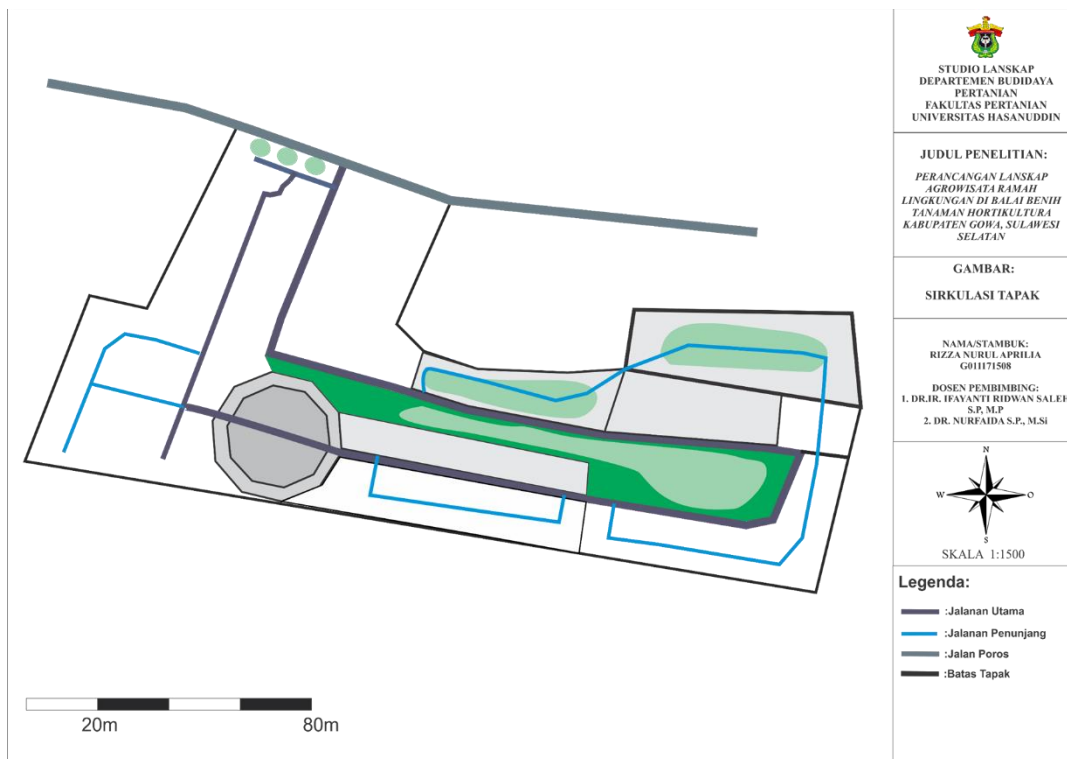 STUDIO LANSKAP
DEPARTEMEN BUDIDAYA
PERTANIAN
FAKULTAS PERTANIAN
UNIVERSITAS HASANUDDIN
JUDUL PENELITIAN:
PERANCANGAN LANSKAP
AGROWISATA RAMAH
LINGKUNGAN DI BALAI BENIH
TANAMAN HORTIKULTURA
KABUPATEN GOWA, SULAWESI
SELATAN
GAMBAR:
SIRKULASI TAPAK
NAMA/STAMBUK:
RIZZA NURUL APRILIA
G011171508
DOSEN PEMBIMBING:
1. DR.IR. IFAYANTI RIDWAN SALEH
S.P, M.P
2. DR. NURFAIDA S.P., M.Si
N
W
O
S
SKALA 1:1500
Legenda:
:Jalanan Utama
:Jalanan Penunjang
:Jalan Poros
:Batas Tapak
20m
80m